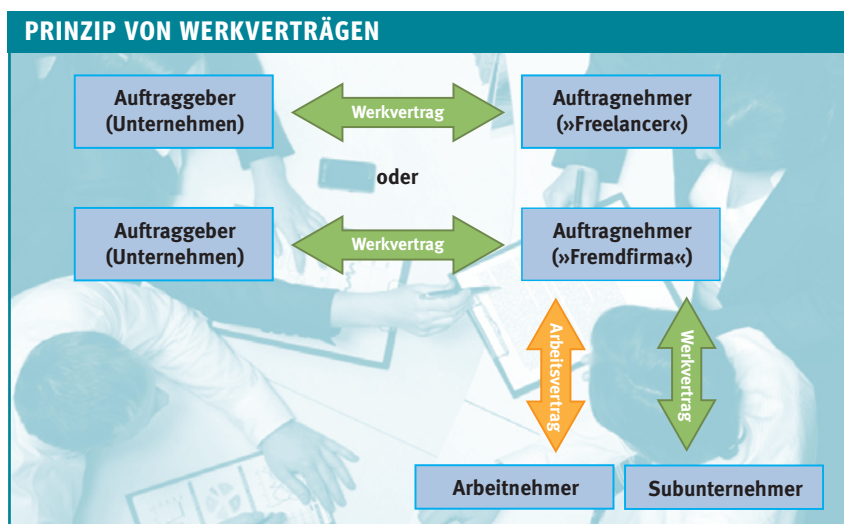 PRINZIP VON WERKVERTRÄGEN
Auftraggeber
(Unternehmen)
Werkvertrag
Auftragnehmer
(»Freelancer«)
oder
Auftraggeber
(Unternehmen)
Werkvertrag
Auftragnehmer
(»Fremdfirma«)
Arbeitsvertrag
Werkvertrag
Arbeitnehmer
Subunternehmer